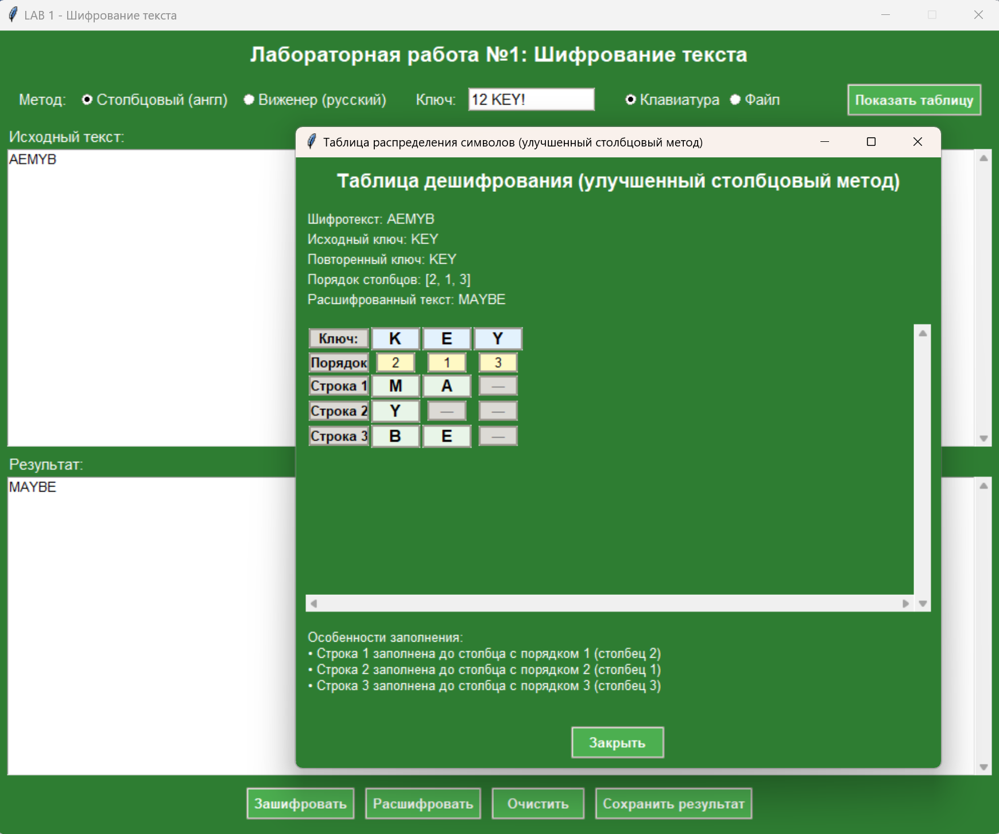 LAB 1 - Шифрование текста
Лабораторная работа №1: Шифрование текста
Метод: Столбцовый (англ) Виженер (русский) Ключ: 12 KEY! Клавиатура Файл Показать таблицу
Исходный текст:
AEMYB
Таблица распределения символов (улучшенный столбцовый метод)
Таблица дешифрования (улучшенный столбцовый метод)
Шифротекст: AEMYB
Исходный ключ: KEY
Повторенный ключ: KEY
Порядок столбцов: [2, 1, 3]
Расшифрованный текст: MAYBE
Ключ: K E Y
Порядок 2 1 3
Строка 1 M A —
Строка 2 Y — —
Строка 3 B E —
Особенности заполнения:
• Строка 1 заполнена до столбца с порядком 1 (столбец 2)
• Строка 2 заполнена до столбца с порядком 2 (столбец 1)
• Строка 3 заполнена до столбца с порядком 3 (столбец 3)
Закрыть
Результат:
MAYBE
Зашифровать Расшифровать Очистить Сохранить результат